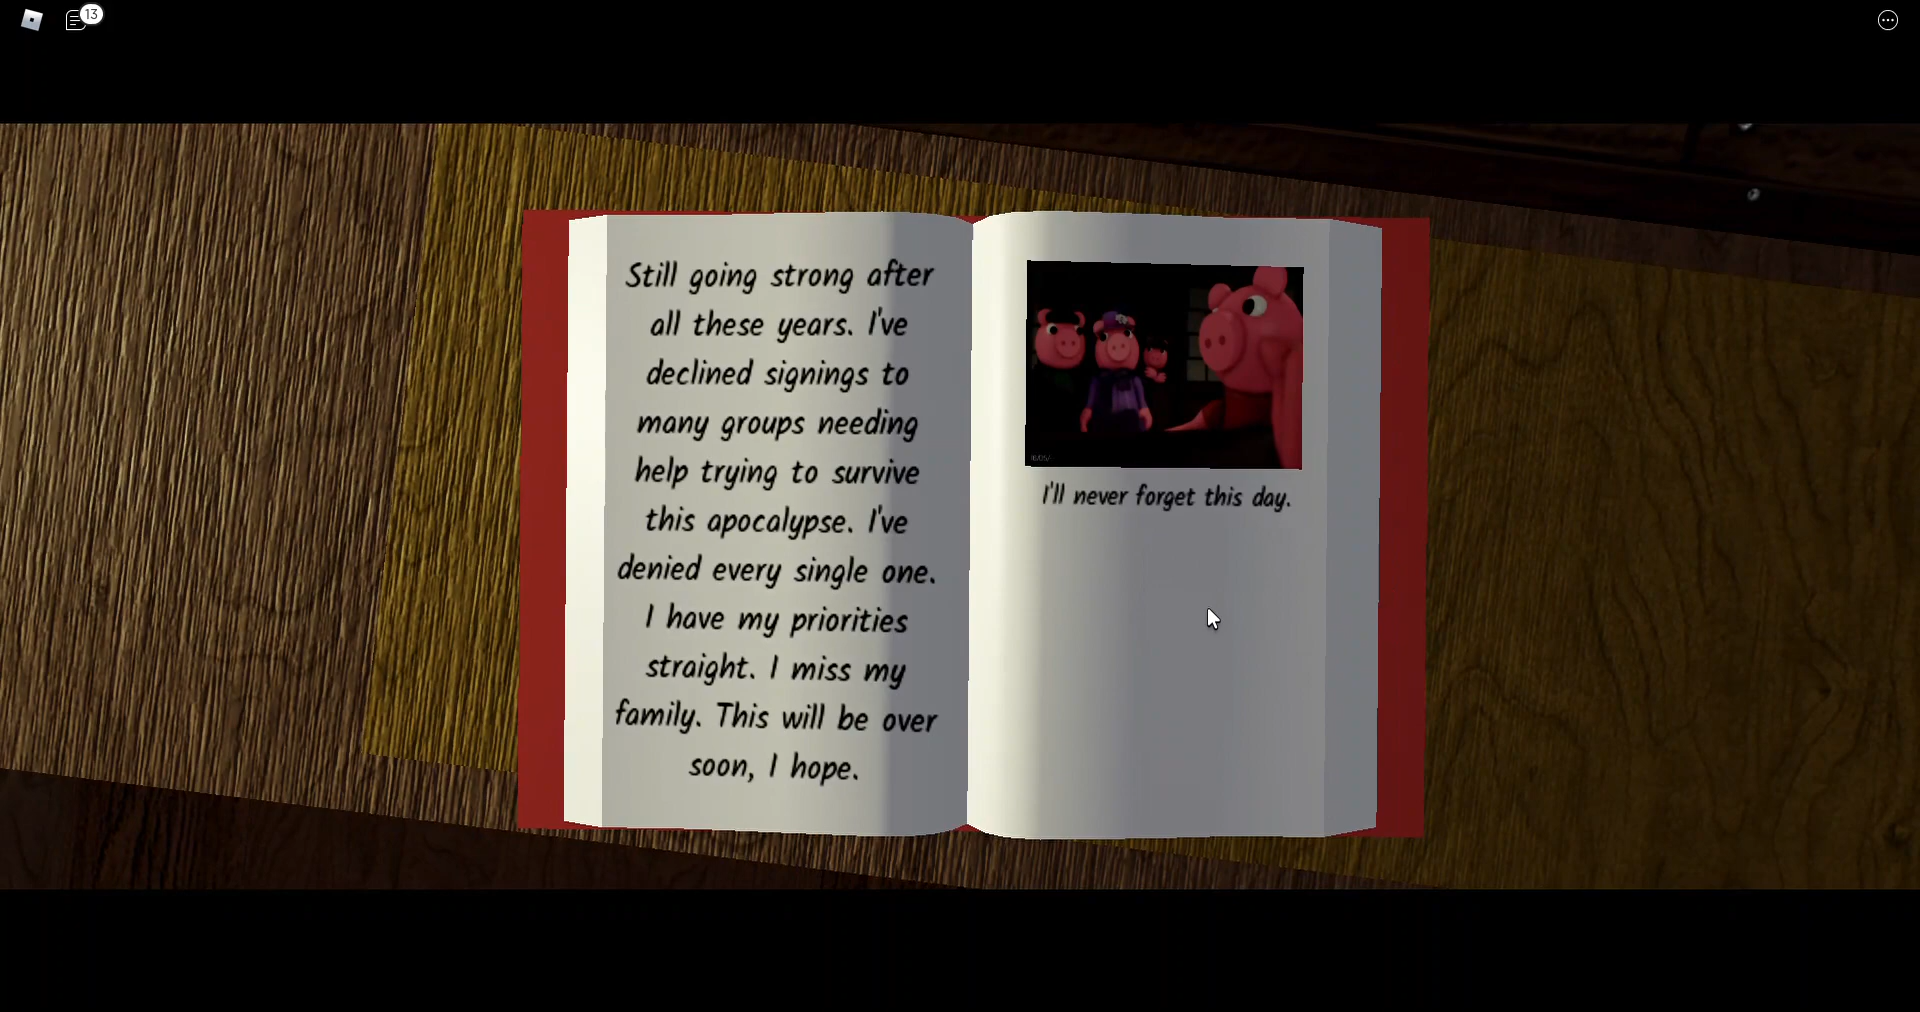 13
Still going strong after
all these years. I've
declined signings to
many groups needing
help trying to survive
this apocalypse. I've
denied every single one.
I have my priorities
straight. I miss my
family. This will be over
soon, I hope.
I'll never forget this day.